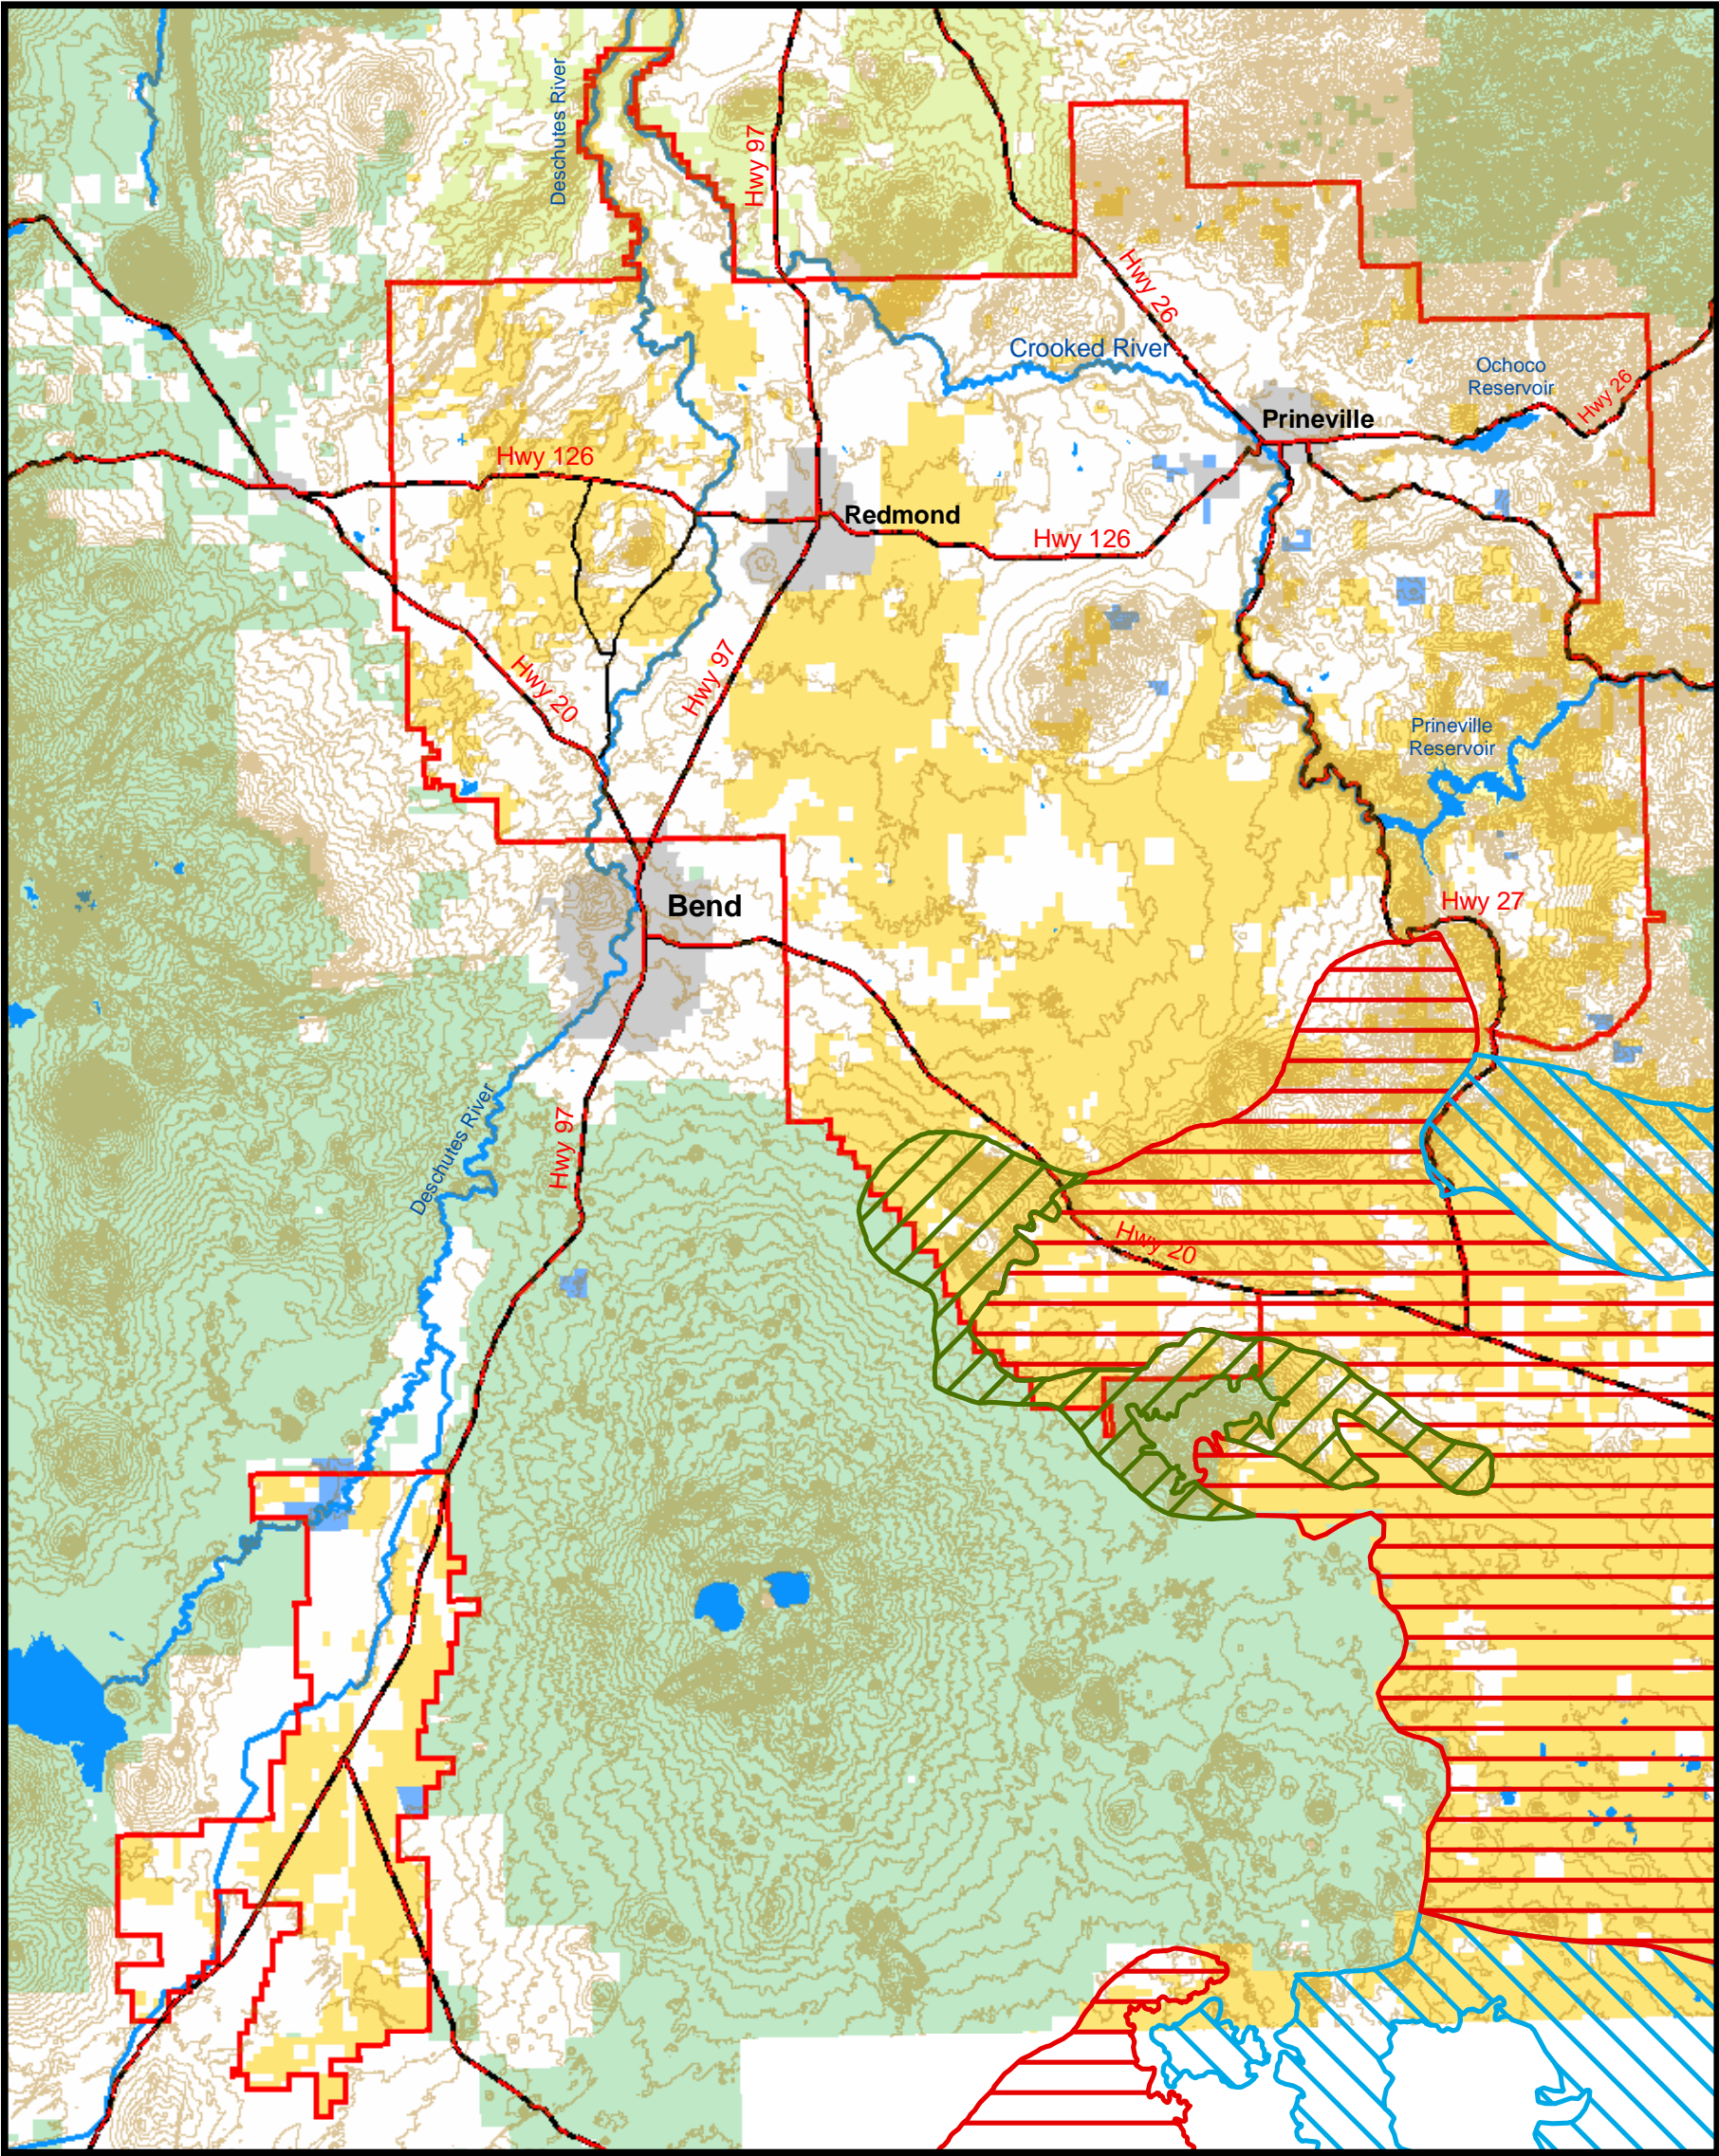 Deschutes River
Hwy 97
Hwy 26
Crooked River
Ochoco
Reservoir
Hwy 26
Prineville
Hwy 126
Redmond
Hwy 126
Hwy 20
Hwy 97
Prineville
Reservoir
Bend
Hwy 27
Deschutes River
Hwy 97
Hwy 20